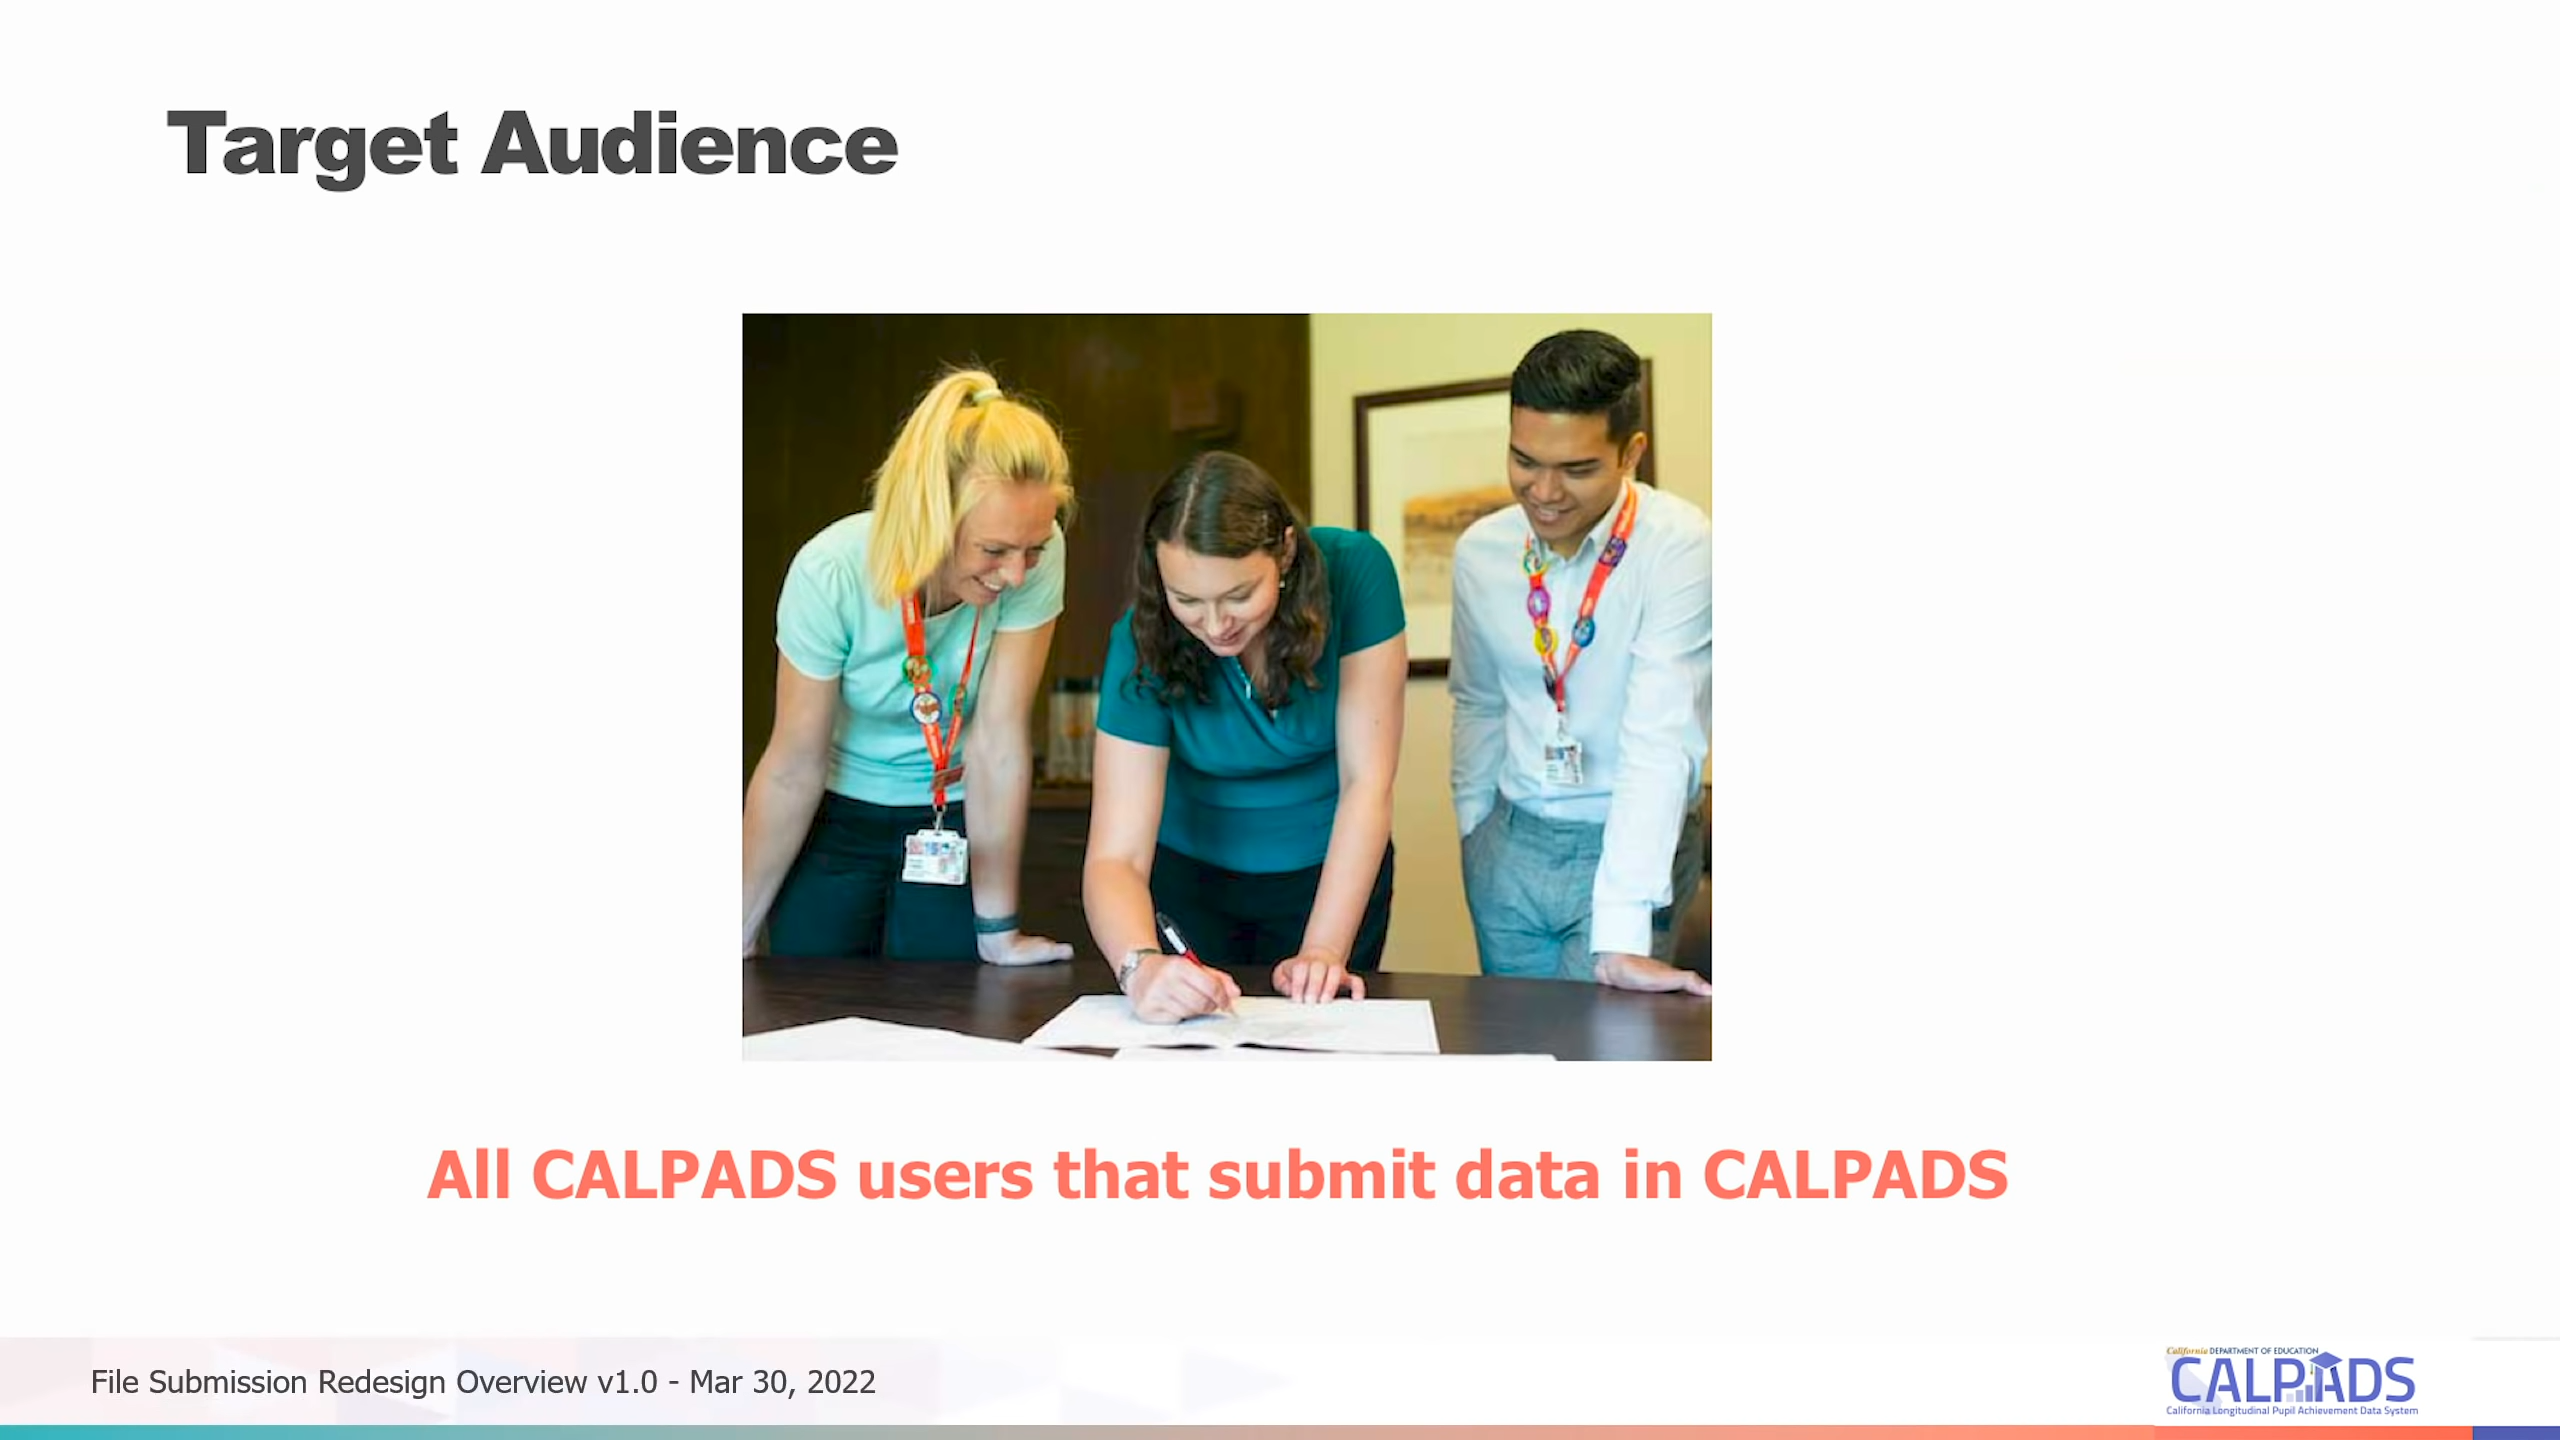 Target Audience
All CALPADS users that submit data in CALPADS
File Submission Redesign Overview v1.0 - Mar 30, 2022
California DEPARTMENT OF EDUCATION
CALPADS
California Longitudinal Pupil Achievement Data System